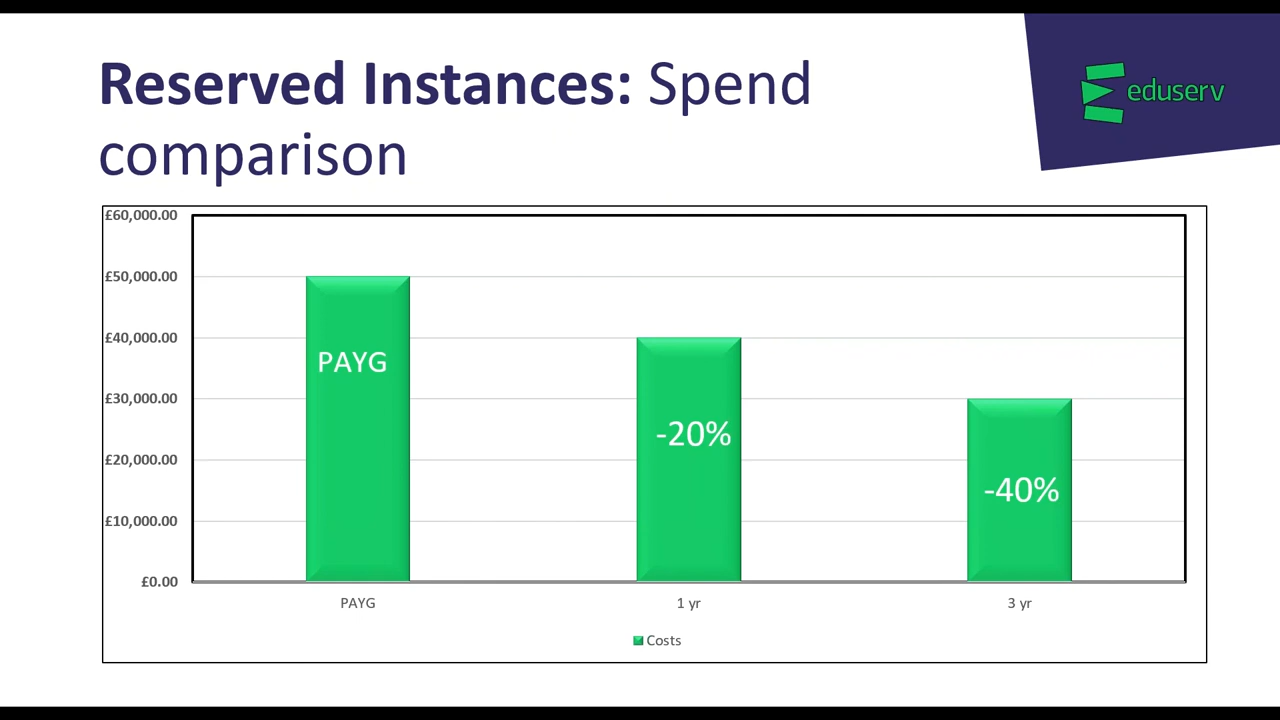 Reserved Instances: Spend
comparison
eduserv
£60,000.00
£50,000.00
£40,000.00
£30,000.00
£20,000.00
£10,000.00
£0.00
PAYG
-20%
-40%
PAYG
1 yr
3 yr
Costs